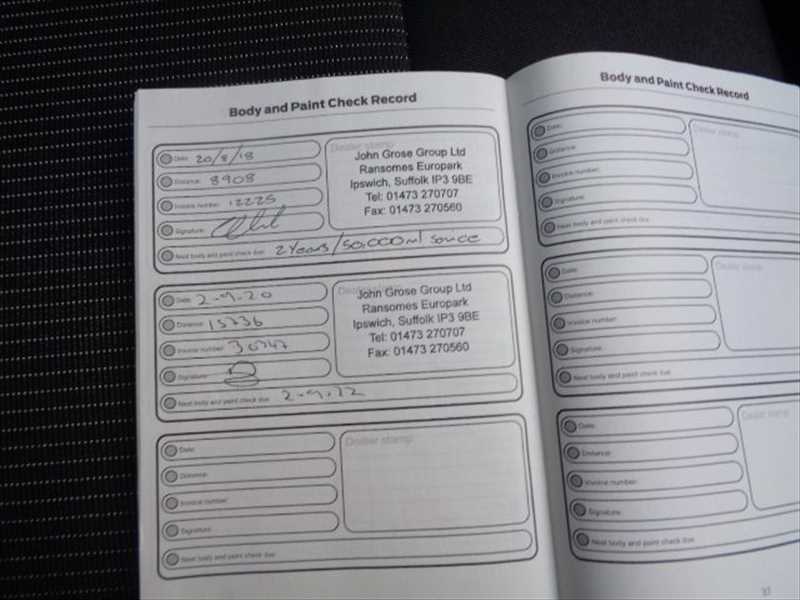 Body and Paint Check Record
Date: 20/8/18
Distance: 8908
Invoice number: 12225
Signature:
Next body and paint check due: 2 Years/50,000ml
Dealer stamp
John Grose Group Ltd
Ransomes Europark
Ipswich, Suffolk IP3 9BE
Tel: 01473 270707
Fax: 01473 260560
Date: 2-9.20
Distance: 15736
Invoice number: 30747
Signature:
Next body and paint check due: 2-9.22
John Grose Group Ltd
Ransomes Europark
Ipswich, Suffolk IP3 9BE
Tel: 01473 270707
Fax: 01473 260560
Date:
Distance:
Invoice number:
Signature:
Next body and paint check due:
Dealer stamp
Body and Paint Check Record
Date:
Distance:
Invoice number:
Signature:
Next body and paint check due:
Dealer stamp
Date:
Distance:
Invoice number:
Signature:
Next body and paint check due:
Dealer stamp
Date:
Distance:
Invoice number:
Signature:
Next body and paint check due:
Dealer stamp